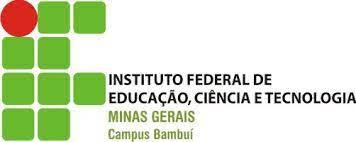 INSTITUTO FEDERAL DE
EDUCAÇÃO, CIÊNCIA E TECNOLOGIA
MINAS GERAIS
Campus Bambuí